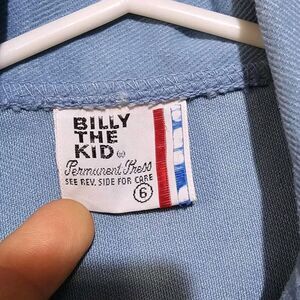 BILLY
THE
KID ®
Permanent Press
SEE REV. SIDE FOR CARE
6